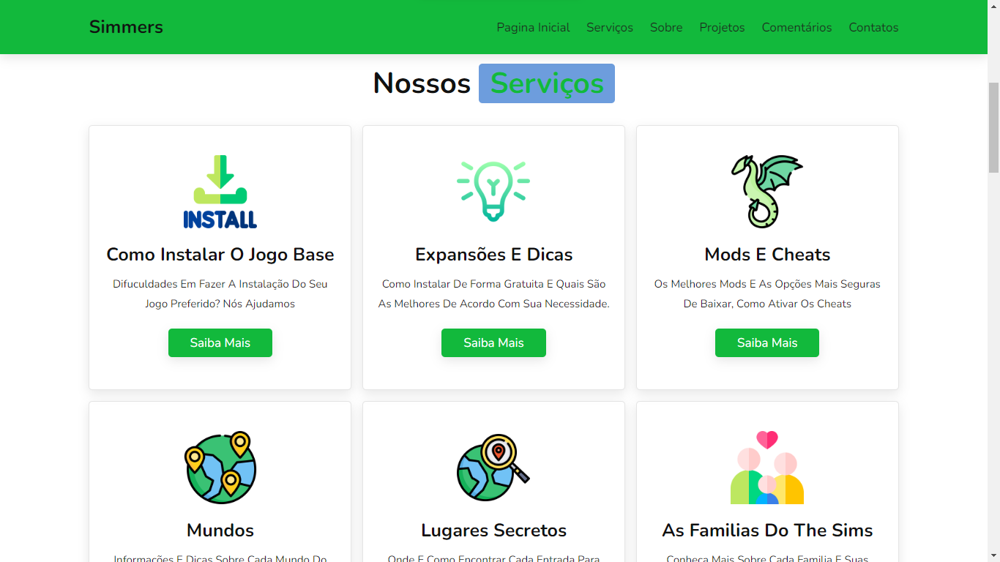 Simmers
Pagina Inicial Serviços Sobre Projetos Comentários Contatos
Nossos Serviços
INSTALL
Como Instalar O Jogo Base
Difuculdades Em Fazer A Instalação Do Seu
Jogo Preferido? Nós Ajudamos
Saiba Mais
Expansões E Dicas
Como Instalar De Forma Gratuita E Quais São
As Melhores De Acordo Com Sua Necessidade.
Saiba Mais
Mods E Cheats
Os Melhores Mods E As Opções Mais Seguras
De Baixar, Como Ativar Os Cheats
Saiba Mais
Mundos
Informações E Dicas Sobre Cada Mundo Do
Lugares Secretos
Onde E Como Encontrar Cada Entrada Para
As Familias Do The Sims
Conheça Mais Sobre Cada Familia E Suas